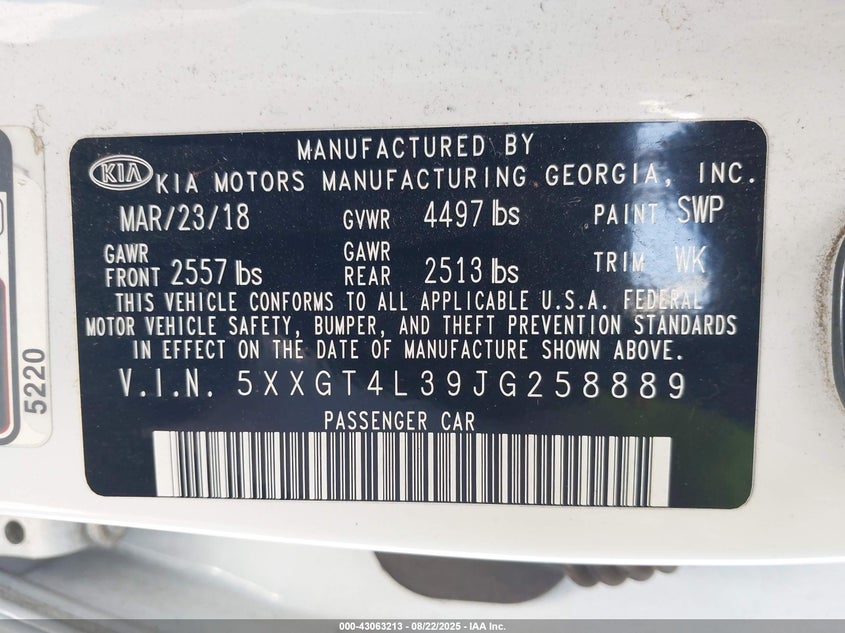 MANUFACTURED BY
KIA KIA MOTORS MANUFACTURING GEORGIA, INC.
MAR/23/18 GVWR 4497 lbs PAINT SWP
GAWR FRONT 2557 lbs GAWR REAR 2513 lbs TRIM WK
THIS VEHICLE CONFORMS TO ALL APPLICABLE U.S.A. FEDERAL
MOTOR VEHICLE SAFETY, BUMPER, AND THEFT PREVENTION STANDARDS
IN EFFECT ON THE DATE OF MANUFACTURE SHOWN ABOVE.
V.I.N. 5XXGT4L39JG258889
PASSENGER CAR
5220
000-43063213 - 08/22/2025 - IAA Inc.